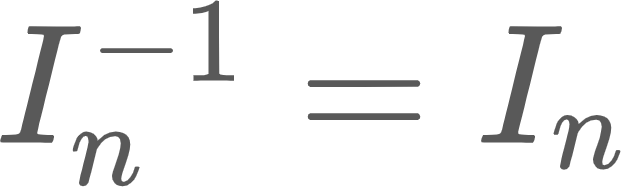 $I_n^{-1} = I_n$